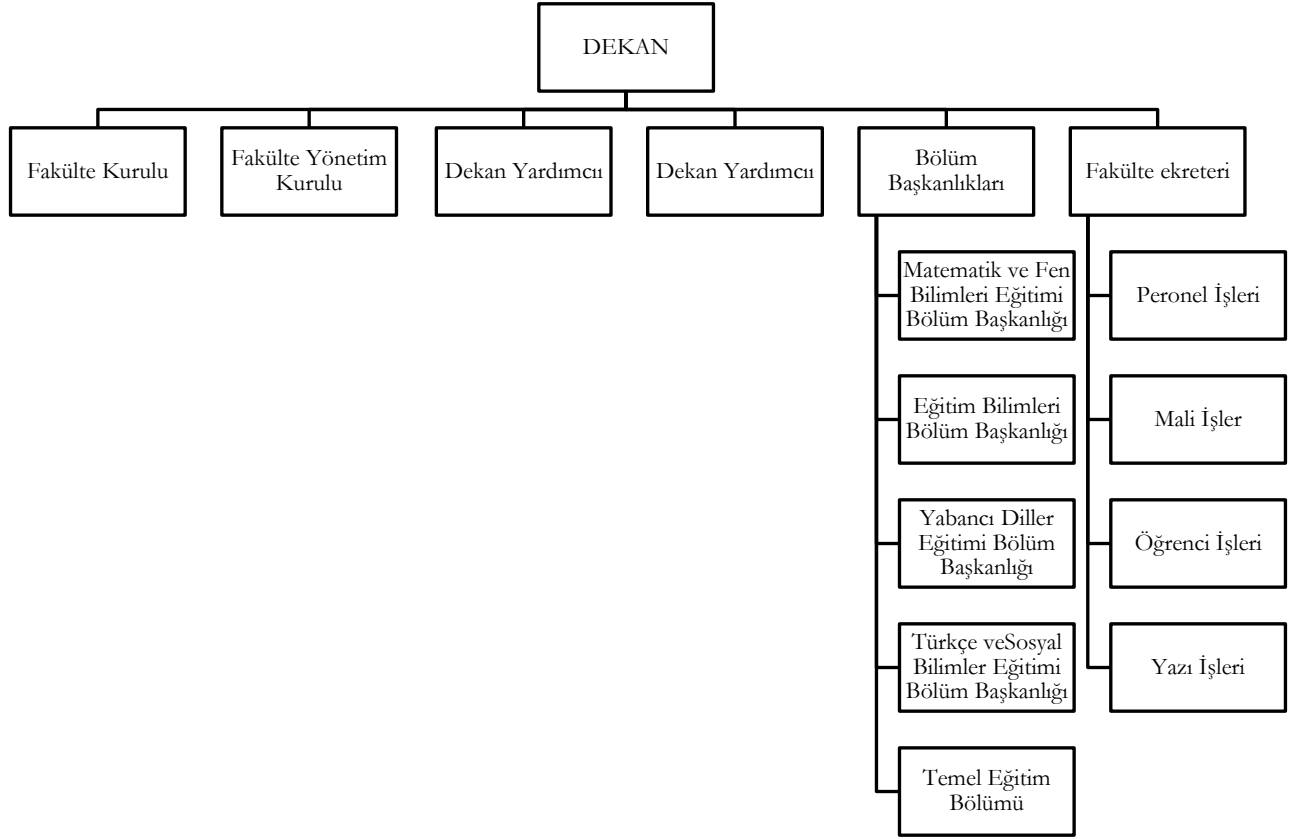 DEKAN
Fakülte Kurulu
Fakülte Yönetim
Kurulu
Dekan Yardımcıı
Dekan Yardımcıı
Bölüm
Başkanlıkları
Fakülte ekreteri
Matematik ve Fen
Bilimleri Eğitimi
Bölüm Başkanlığı
Eğitim Bilimleri
Bölüm Başkanlığı
Yabancı Diller
Eğitimi Bölüm
Başkanlığı
Türkçe veSosyal
Bilimler Eğitimi
Bölüm Başkanlığı
Temel Eğitim
Bölümü
Peronel İşleri
Mali İşler
Öğrenci İşleri
Yazı İşleri